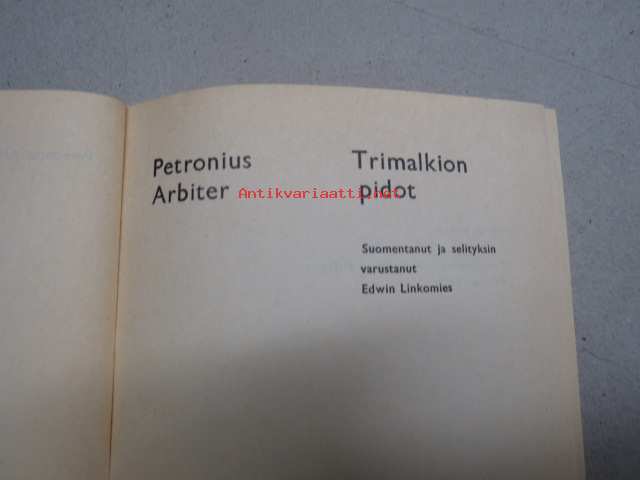 Petronius
Arbiter
Trimalkion
pidot
Antikvariaatti.net
Suomentanut ja selityksin
varustanut
Edwin Linkomies